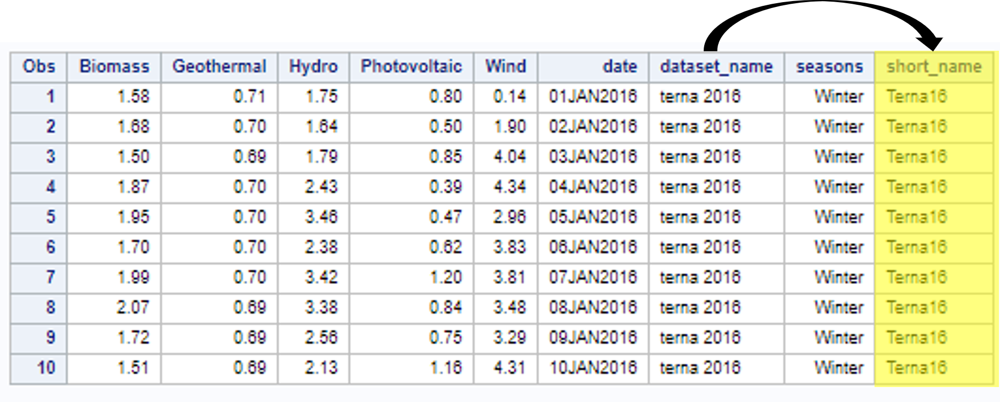 Obs Biomass Geothermal Hydro Photovoltaic Wind date dataset_name seasons short_name
1 1.58 0.71 1.75 0.80 0.14 01JAN2016 terna 2016 Winter Terna16
2 1.68 0.70 1.64 0.50 1.90 02JAN2016 terna 2016 Winter Terna16
3 1.50 0.69 1.79 0.85 4.04 03JAN2016 terna 2016 Winter Terna16
4 1.87 0.70 2.43 0.39 4.34 04JAN2016 terna 2016 Winter Terna16
5 1.95 0.70 3.46 0.47 2.96 05JAN2016 terna 2016 Winter Terna16
6 1.70 0.70 2.38 0.62 3.83 06JAN2016 terna 2016 Winter Terna16
7 1.99 0.70 3.42 1.20 3.81 07JAN2016 terna 2016 Winter Terna16
8 2.07 0.69 3.38 0.84 3.48 08JAN2016 terna 2016 Winter Terna16
9 1.72 0.69 2.56 0.75 3.29 09JAN2016 terna 2016 Winter Terna16
10 1.51 0.69 2.13 1.16 4.31 10JAN2016 terna 2016 Winter Terna16